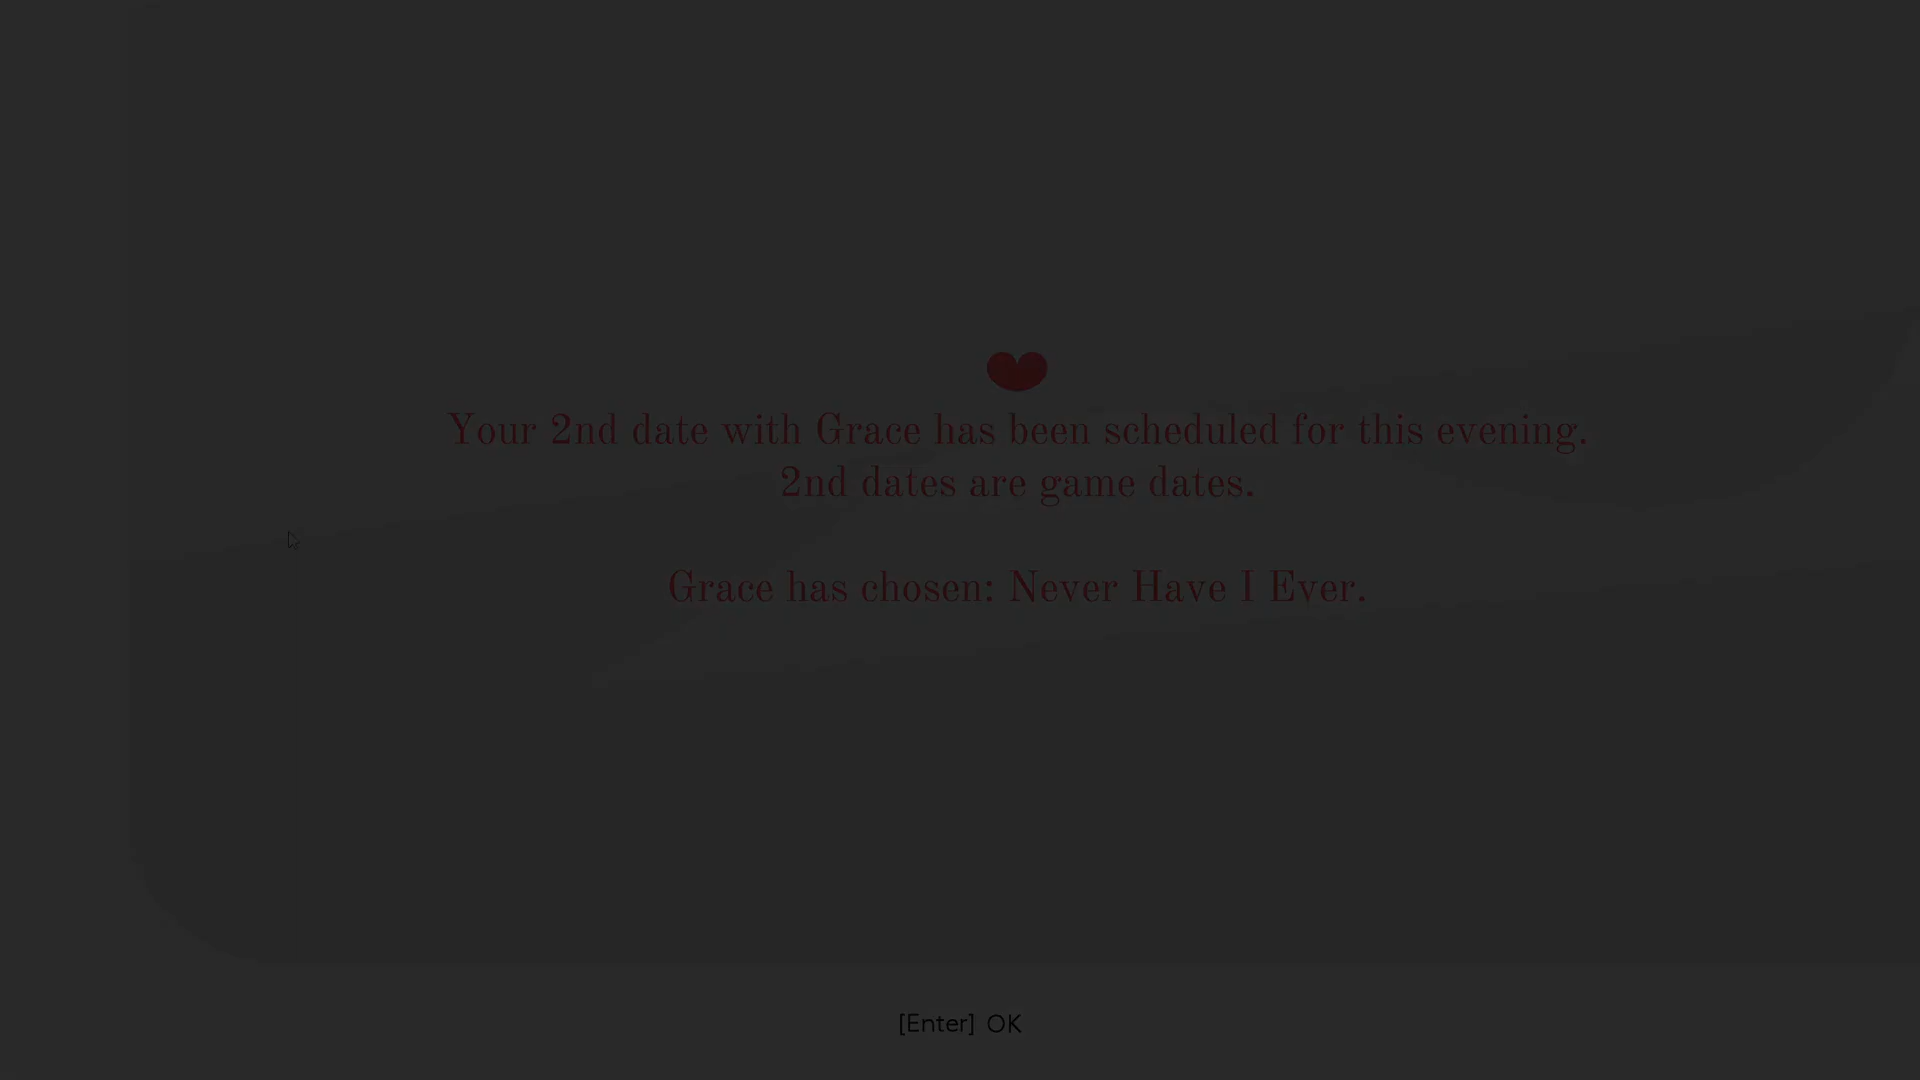 Your 2nd date with Grace has been scheduled for this evening.
2nd dates are game dates.
Grace has chosen: Never Have I Ever.
[Enter] OK